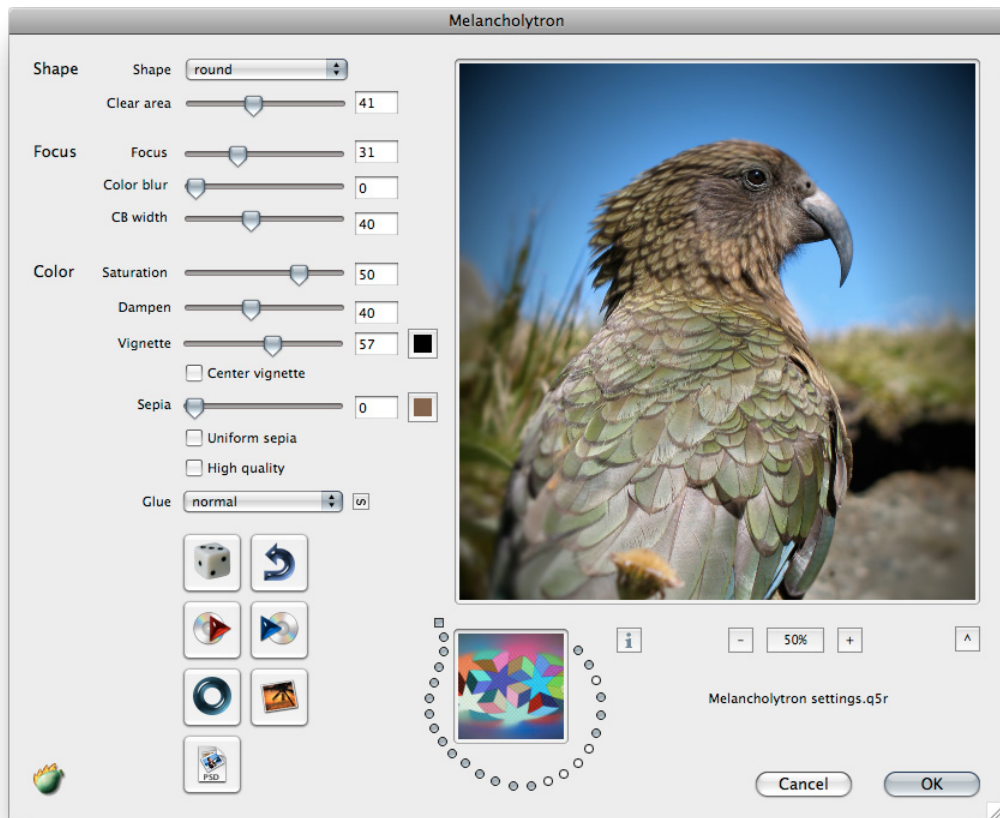 Melancholytron
Shape Shape round
Clear area 41
Focus Focus 31
Color blur 0
CB width 40
Color Saturation 50
Dampen 40
Vignette 57
Center vignette
Sepia 0
Uniform sepia
High quality
Glue normal S
PSD
i - 50% + ^
Melancholytron settings.q5r
Cancel OK